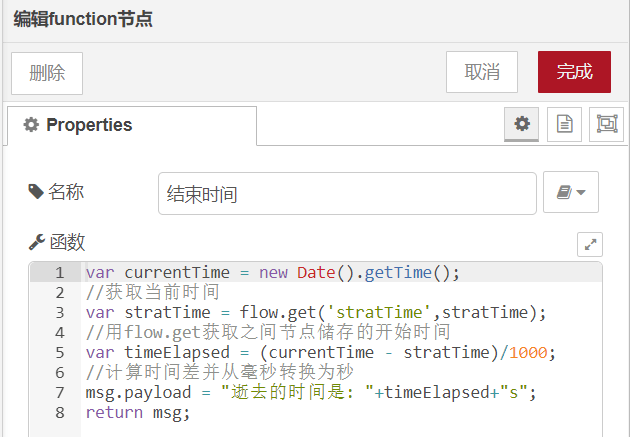 编辑function节点
删除
取消
完成
Properties
名称
结束时间
函数
1 var currentTime = new Date().getTime();
2 //获取当前时间
3 var stratTime = flow.get('stratTime',stratTime);
4 //用flow.get获取之间节点储存的开始时间
5 var timeElapsed = (currentTime - stratTime)/1000;
6 //计算时间差并从毫秒转换为秒
7 msg.payload = "逝去的时间是: "+timeElapsed+"s";
8 return msg;